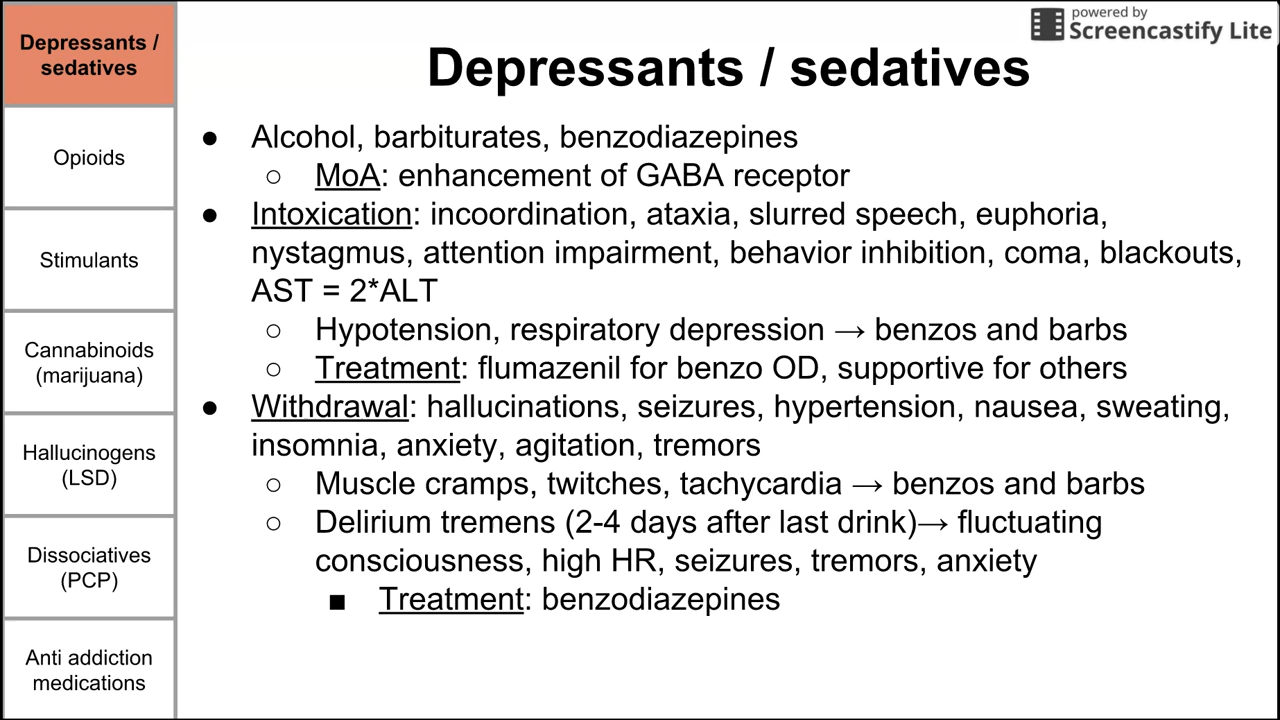 powered by
Screencastify Lite
Depressants /
sedatives
Opioids
Stimulants
Cannabinoids
(marijuana)
Hallucinogens
(LSD)
Dissociatives
(PCP)
Anti addiction
medications
Depressants / sedatives
● Alcohol, barbiturates, benzodiazepines
○ MoA: enhancement of GABA receptor
● Intoxication: incoordination, ataxia, slurred speech, euphoria,
nystagmus, attention impairment, behavior inhibition, coma, blackouts,
AST = 2*ALT
○ Hypotension, respiratory depression → benzos and barbs
○ Treatment: flumazenil for benzo OD, supportive for others
● Withdrawal: hallucinations, seizures, hypertension, nausea, sweating,
insomnia, anxiety, agitation, tremors
○ Muscle cramps, twitches, tachycardia → benzos and barbs
○ Delirium tremens (2-4 days after last drink)→ fluctuating
consciousness, high HR, seizures, tremors, anxiety
■ Treatment: benzodiazepines